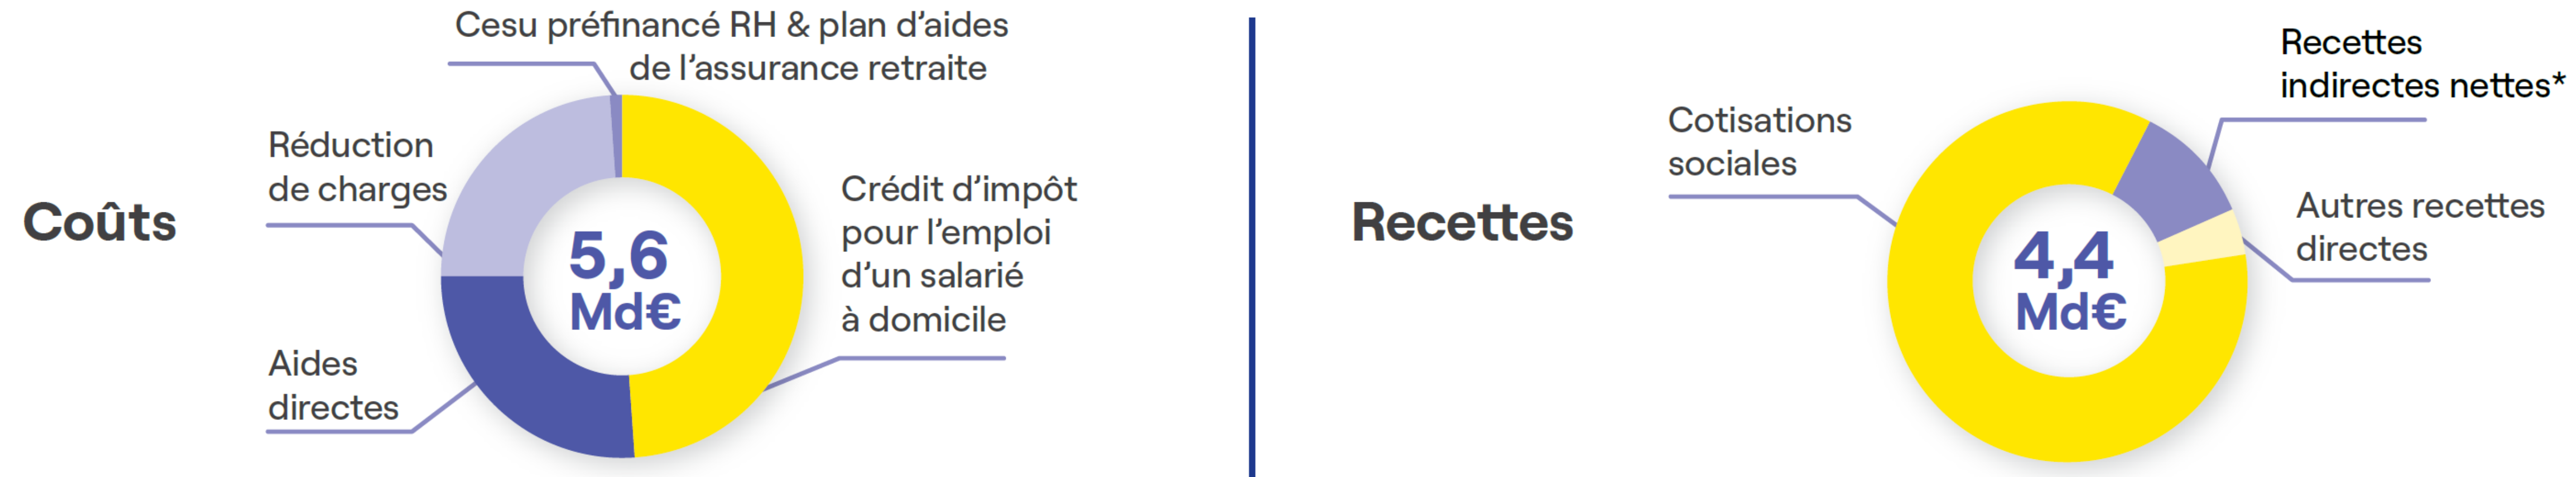 Coûts
Cesu préfinancé RH & plan d’aides
de l’assurance retraite
Réduction
de charges
Aides
directes
5,6
Md€
Crédit d’impôt
pour l’emploi
d’un salarié
à domicile
Recettes
Cotisations
sociales
4,4
Md€
Recettes
indirectes nettes*
Autres recettes
directes